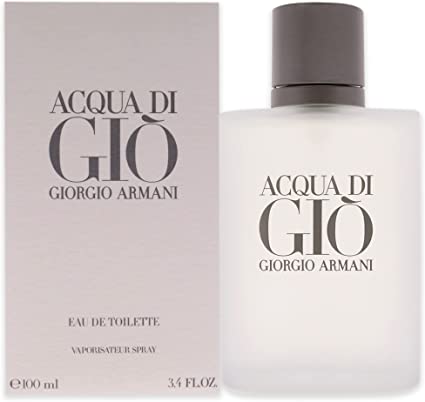 ACQUA DI
GIÒ
GIORGIO ARMANI
EAU DE TOILETTE
VAPORISATEUR SPRAY
℮100 ml 3.4 FL.OZ.
ACQUA DI
GIÒ
GIORGIO ARMANI